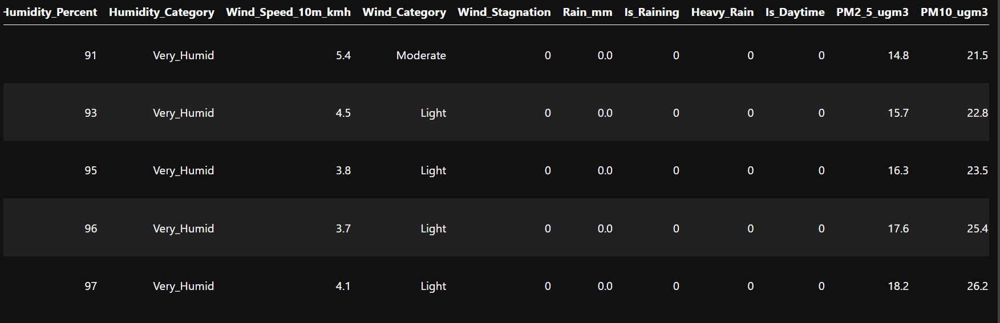 Humidity_Percent Humidity_Category Wind_Speed_10m_kmh Wind_Category Wind_Stagnation Rain_mm Is_Raining Heavy_Rain Is_Daytime PM2_5_ugm3 PM10_ugm3
91 Very_Humid 5.4 Moderate 0 0.0 0 0 0 14.8 21.5
93 Very_Humid 4.5 Light 0 0.0 0 0 0 15.7 22.8
95 Very_Humid 3.8 Light 0 0.0 0 0 0 16.3 23.5
96 Very_Humid 3.7 Light 0 0.0 0 0 0 17.6 25.4
97 Very_Humid 4.1 Light 0 0.0 0 0 0 18.2 26.2